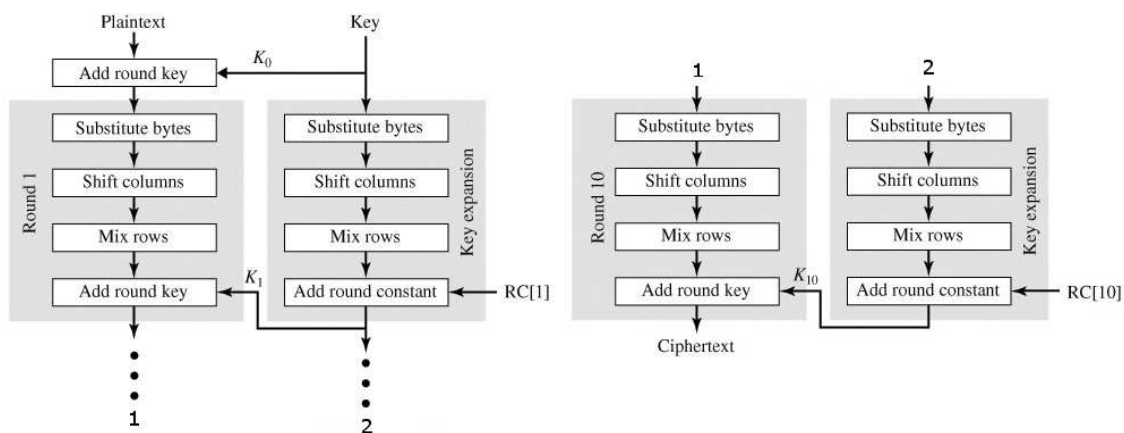 Plaintext
Key
K0
Add round key
Round 1
Substitute bytes
Shift columns
Mix rows
Add round key
1
Key expansion
Substitute bytes
Shift columns
Mix rows
Add round constant
K1
RC[1]
2
1
Round 10
Substitute bytes
Shift columns
Mix rows
Add round key
Ciphertext
2
Key expansion
Substitute bytes
Shift columns
Mix rows
Add round constant
K10
RC[10]